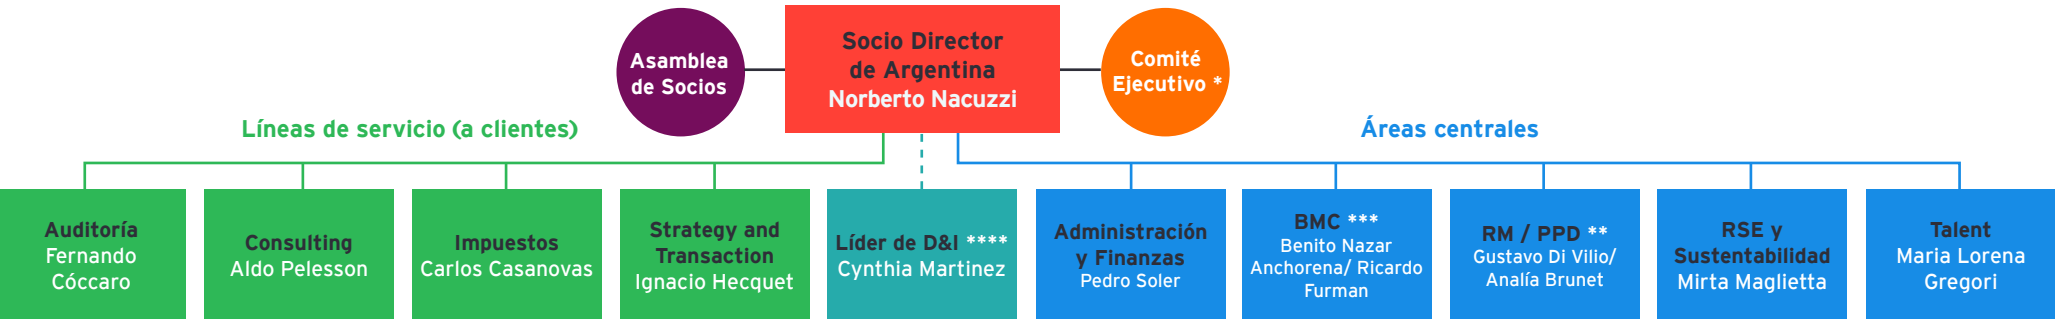 Asamblea
de Socios
Socio Director
de Argentina
Norberto Nacuzzi
Comité
Ejecutivo *
Líneas de servicio (a clientes)
Áreas centrales
Auditoría
Fernando
Cóccaro
Consulting
Aldo Pelesson
Impuestos
Carlos Casanovas
Strategy and
Transaction
Ignacio Hecquet
Líder de D&I ****
Cynthia Martinez
Administración
y Finanzas
Pedro Soler
BMC ***
Benito Nazar
Anchorena/ Ricardo
Furman
RM / PPD **
Gustavo Di Vilio/
Analía Brunet
RSE y
Sustentabilidad
Mirta Maglietta
Talent
Maria Lorena
Gregori